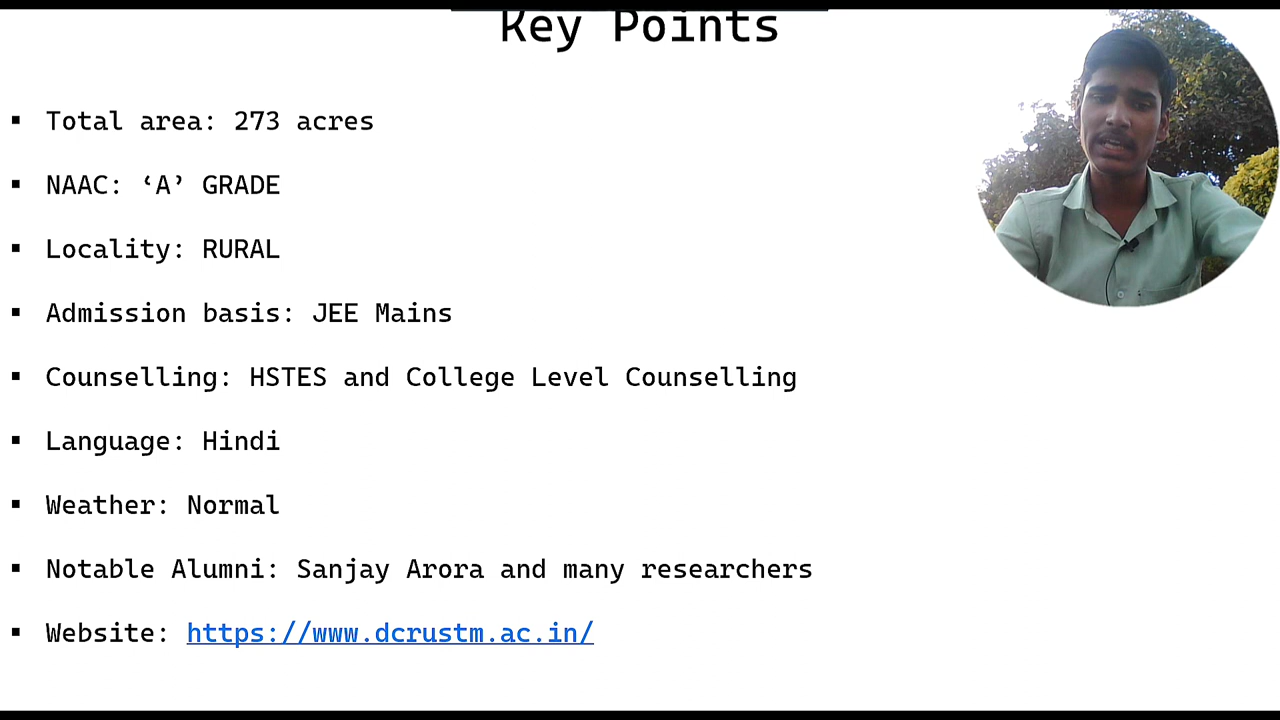 Key Points
▪ Total area: 273 acres
▪ NAAC: ‘A’ GRADE
▪ Locality: RURAL
▪ Admission basis: JEE Mains
▪ Counselling: HSTES and College Level Counselling
▪ Language: Hindi
▪ Weather: Normal
▪ Notable Alumni: Sanjay Arora and many researchers
▪ Website: https://www.dcrustm.ac.in/